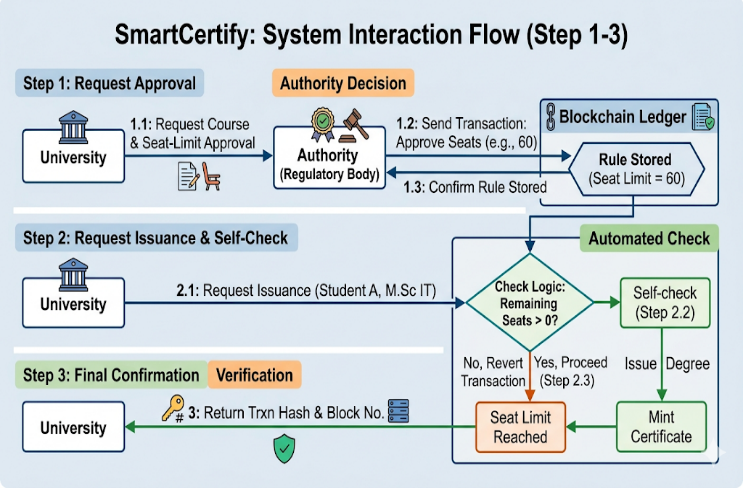 SmartCertify: System Interaction Flow (Step 1-3)
Step 1: Request Approval
Authority Decision
University
1.1: Request Course
& Seat-Limit Approval
Authority
(Regulatory Body)
1.2: Send Transaction:
Approve Seats (e.g., 60)
1.3: Confirm Rule Stored
Blockchain Ledger
Rule Stored
(Seat Limit = 60)
Step 2: Request Issuance & Self-Check
University
2.1: Request Issuance (Student A, M.Sc IT)
Automated Check
Check Logic:
Remaining
Seats > 0?
Self-check
(Step 2.2)
No, Revert
Transaction
Yes, Proceed
(Step 2.3)
Issue Degree
Seat Limit
Reached
Mint
Certificate
Step 3: Final Confirmation
Verification
University
# 3: Return Trxn Hash & Block No.